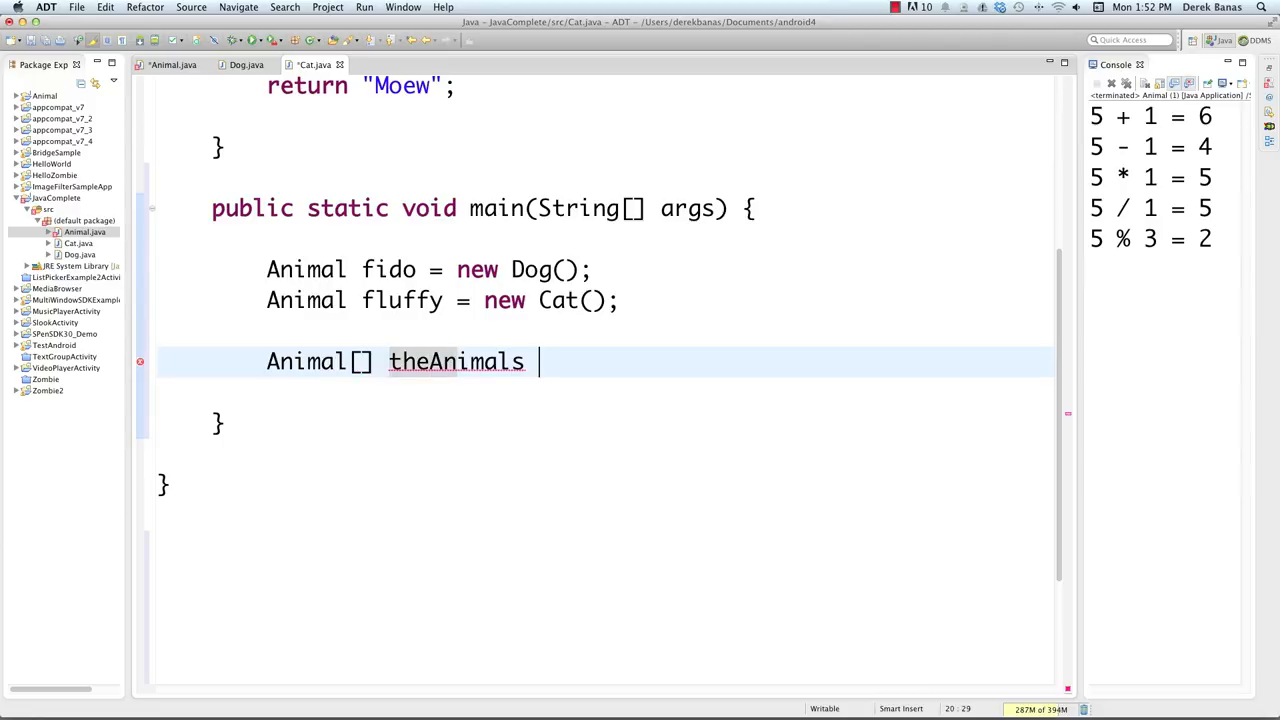 ADT File Edit Refactor Source Navigate Search Project Run Window Help 10 Mon 1:52 PM Derek Banas
Java - JavaComplete/src/Cat.java - ADT - /Users/derekbanas/Documents/android4
Quick Access Java DDMS
Package Exp *Animal.java Dog.java *Cat.java Console
<terminated> Animal (1) [Java Application] /S
Animal
appcompat_v7
appcompat_v7_2
appcompat_v7_3
appcompat_v7_4
BridgeSample
HelloWorld
HelloZombie
ImageFilterSampleApp
JavaComplete
src
(default package)
Animal.java
Cat.java
Dog.java
JRE System Library [Ja
ListPickerExample2Activi
MediaBrowser
MultiWindowSDKExample
MusicPlayerActivity
SlookActivity
SPenSDK30_Demo
TestAndroid
TextGroupActivity
VideoPlayerActivity
Zombie
Zombie2
return "Moew";
}
public static void main(String[] args) {
Animal fido = new Dog();
Animal fluffy = new Cat();
Animal[] theAnimals
}
}
5 + 1 = 6
5 - 1 = 4
5 * 1 = 5
5 / 1 = 5
5 % 3 = 2
Writable Smart Insert 20 : 29 287M of 394M